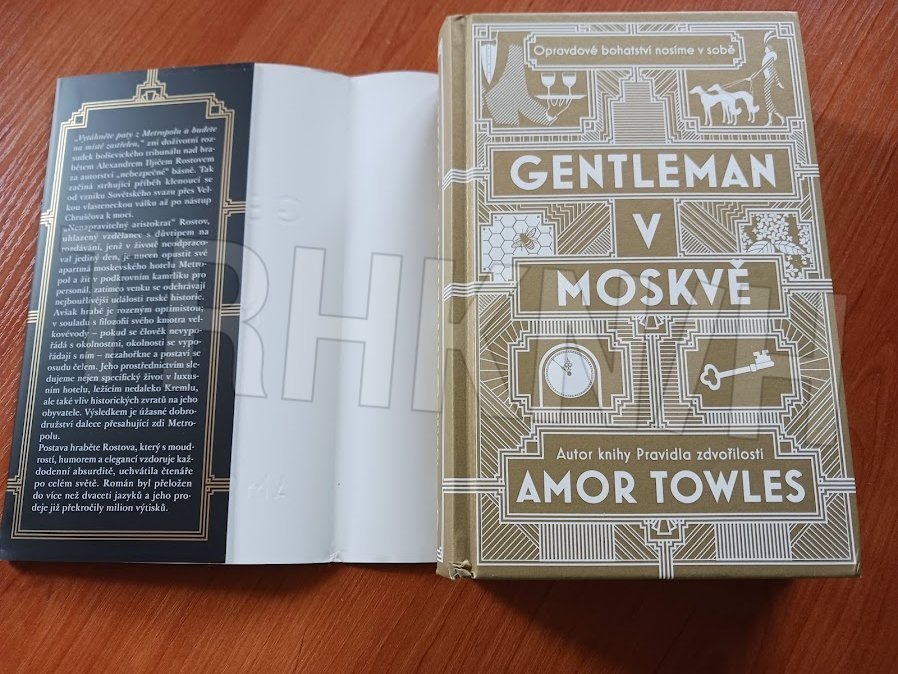 „Vytáhněte paty z Metropolu a budete
na místě zastřelen,“ zní doživotní roz-
sudek bolševického tribunálu nad hra-
bětem Alexandrem Iljičem Rostovem
za autorství „nebezpečné“ básně. Tak
začíná strhující příběh klenoucí se
od vzniku Sovětského svazu přes Vel-
kou vlasteneckou válku až po nástup
Chruščova k moci.
„Nenapravitelný aristokrat“ Rostov,
uhlazený vzdělanec s důvtipem na
rozdávání, jenž v životě neodpraco-
val jediný den, je nucen opustit své
apartmá moskevského hotelu Metro-
pol a žít v podkrovním kamrlíku pro
personál, zatímco venku se odehrávají
nejbouřlivější události ruské historie.
Avšak hrabě je rozeným optimistou;
v souladu s filozofií svého kmotra vel-
kovévody – pokud se člověk nevypo-
řádá s okolnostmi, okolnosti se vypo-
řádají s ním – nezahořkne a postaví se
osudu čelem. Jeho prostřednictvím sle-
dujeme nejen specifický život v luxus-
ním hotelu, ležícím nedaleko Kremlu,
ale také vliv historických zvratů na jeho
obyvatele. Výsledkem je úžasné dobro-
družství dalece přesahující zdi Metro-
polu.
Postava hraběte Rostova, který s moud-
rostí, humorem a elegancí vzdoruje kaž-
dodenní absurditě, uchvátila čtenáře
po celém světě. Román byl přeložen
do více než dvaceti jazyků a jeho pro-
deje již překročily milion výtisků.
Opravdové bohatství nosíme v sobě
GENTLEMAN
V
MOSKVĚ
Autor knihy Pravidla zdvořilosti
AMOR TOWLES